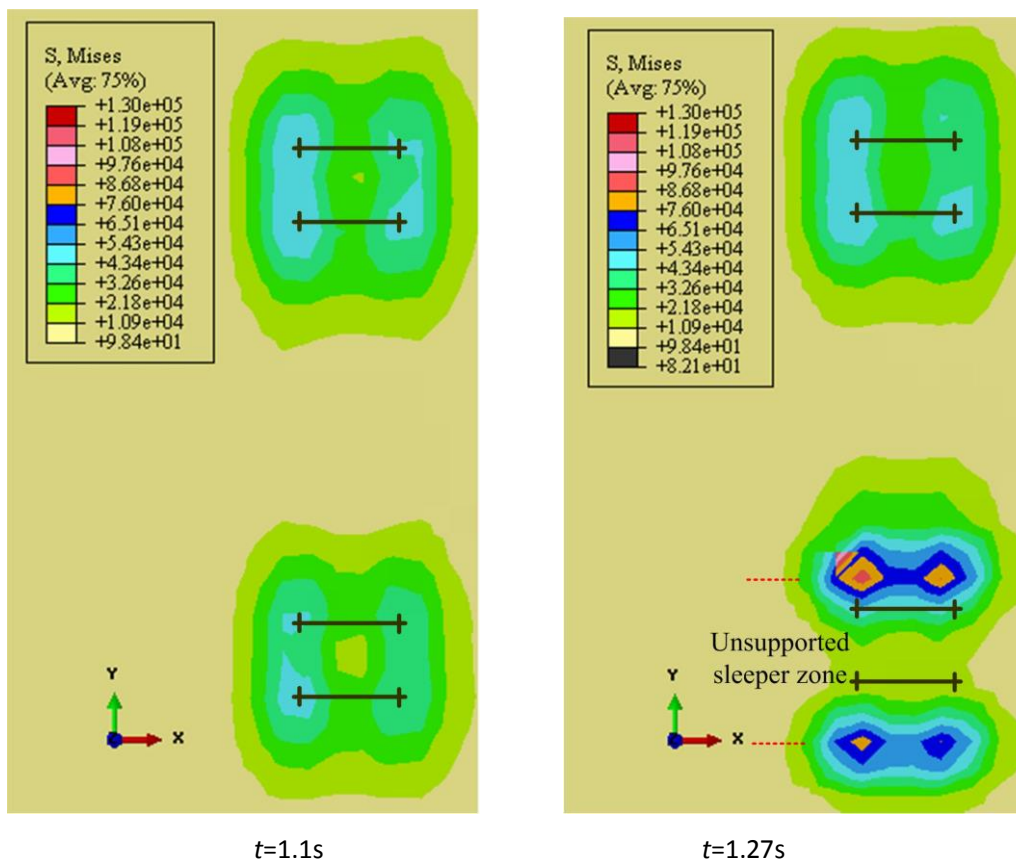 S, Mises
(Avg: 75%)
+1.30e+05
+1.19e+05
+1.08e+05
+9.76e+04
+8.68e+04
+7.60e+04
+6.51e+04
+5.43e+04
+4.34e+04
+3.26e+04
+2.18e+04
+1.09e+04
+9.84e+01
Y
X
S, Mises
(Avg: 75%)
+1.30e+05
+1.19e+05
+1.08e+05
+9.76e+04
+8.68e+04
+7.60e+04
+6.51e+04
+5.43e+04
+4.34e+04
+3.26e+04
+2.18e+04
+1.09e+04
+9.84e+01
+8.21e+01
Unsupported
sleeper zone
Y
X
t=1.1s
t=1.27s